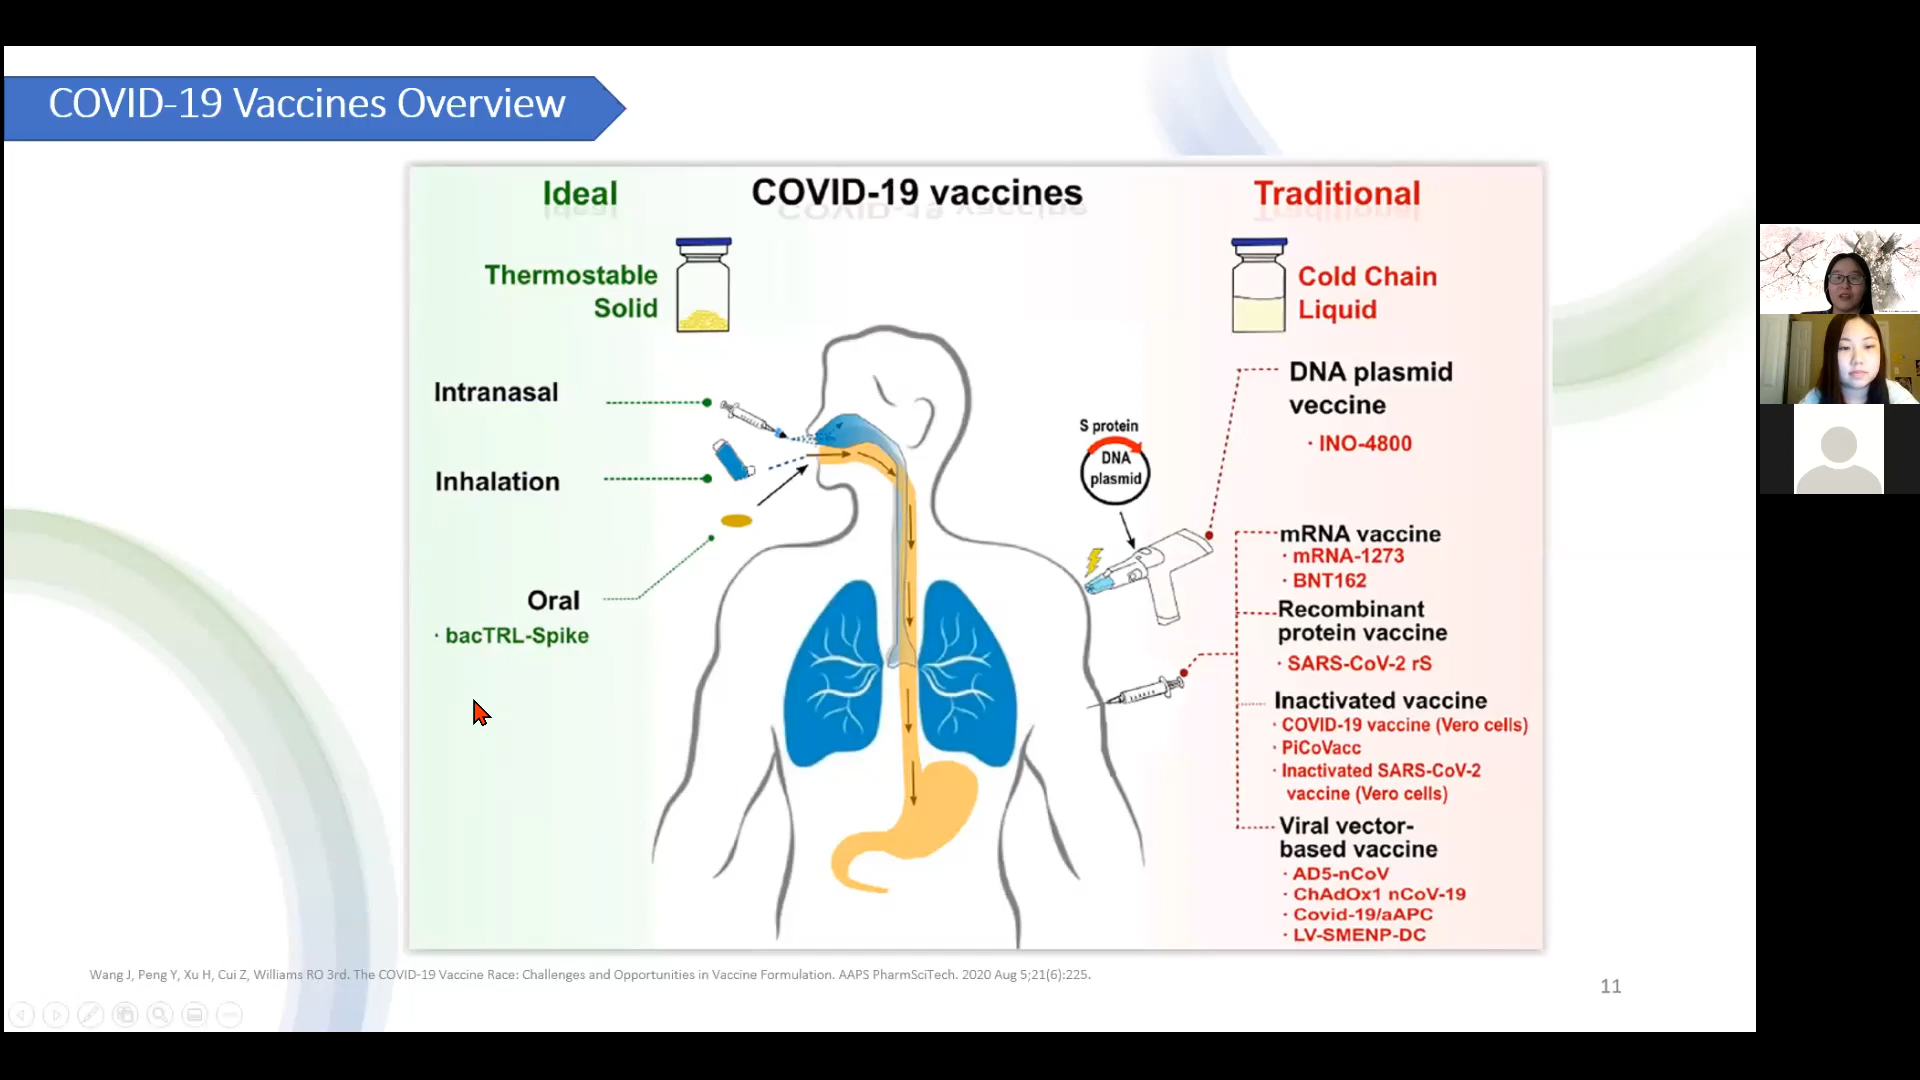 COVID-19 Vaccines Overview
Ideal
COVID-19 vaccines
Traditional
Thermostable
Solid
Cold Chain
Liquid
Intranasal
Inhalation
Oral
· bacTRL-Spike
S protein
DNA
plasmid
DNA plasmid
veccine
· INO-4800
mRNA vaccine
· mRNA-1273
· BNT162
Recombinant
protein vaccine
· SARS-CoV-2 rS
Inactivated vaccine
· COVID-19 vaccine (Vero cells)
· PiCoVacc
· Inactivated SARS-CoV-2
vaccine (Vero cells)
Viral vector-
based vaccine
· AD5-nCoV
· ChAdOx1 nCoV-19
· Covid-19/aAPC
· LV-SMENP-DC
Wang J, Peng Y, Xu H, Cui Z, Williams RO 3rd. The COVID-19 Vaccine Race: Challenges and Opportunities in Vaccine Formulation. AAPS PharmSciTech. 2020 Aug 5;21(6):225.
11